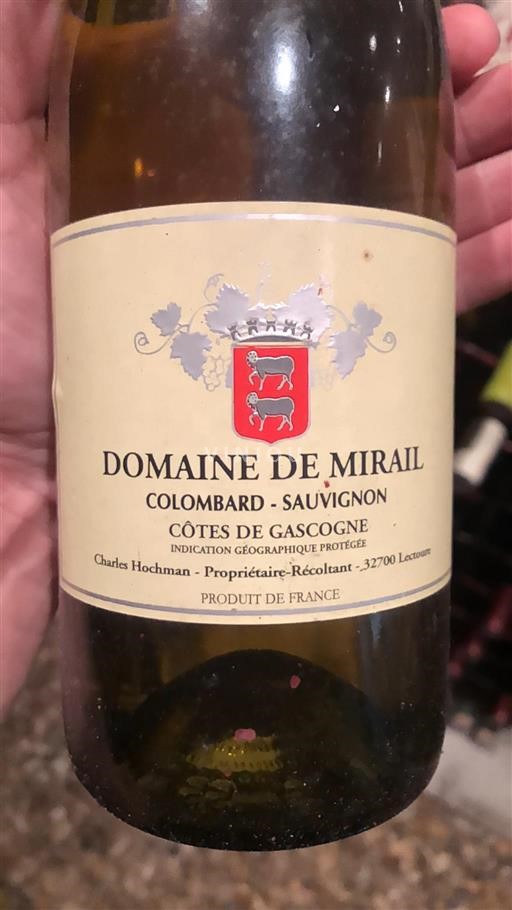 DOMAINE DE MIRAIL
COLOMBARD - SAUVIGNON
CÔTES DE GASCOGNE
INDICATION GÉOGRAPHIQUE PROTÉGÉE
Charles Hochman - Propriétaire-Récoltant - 32700 Lectoure
PRODUIT DE FRANCE